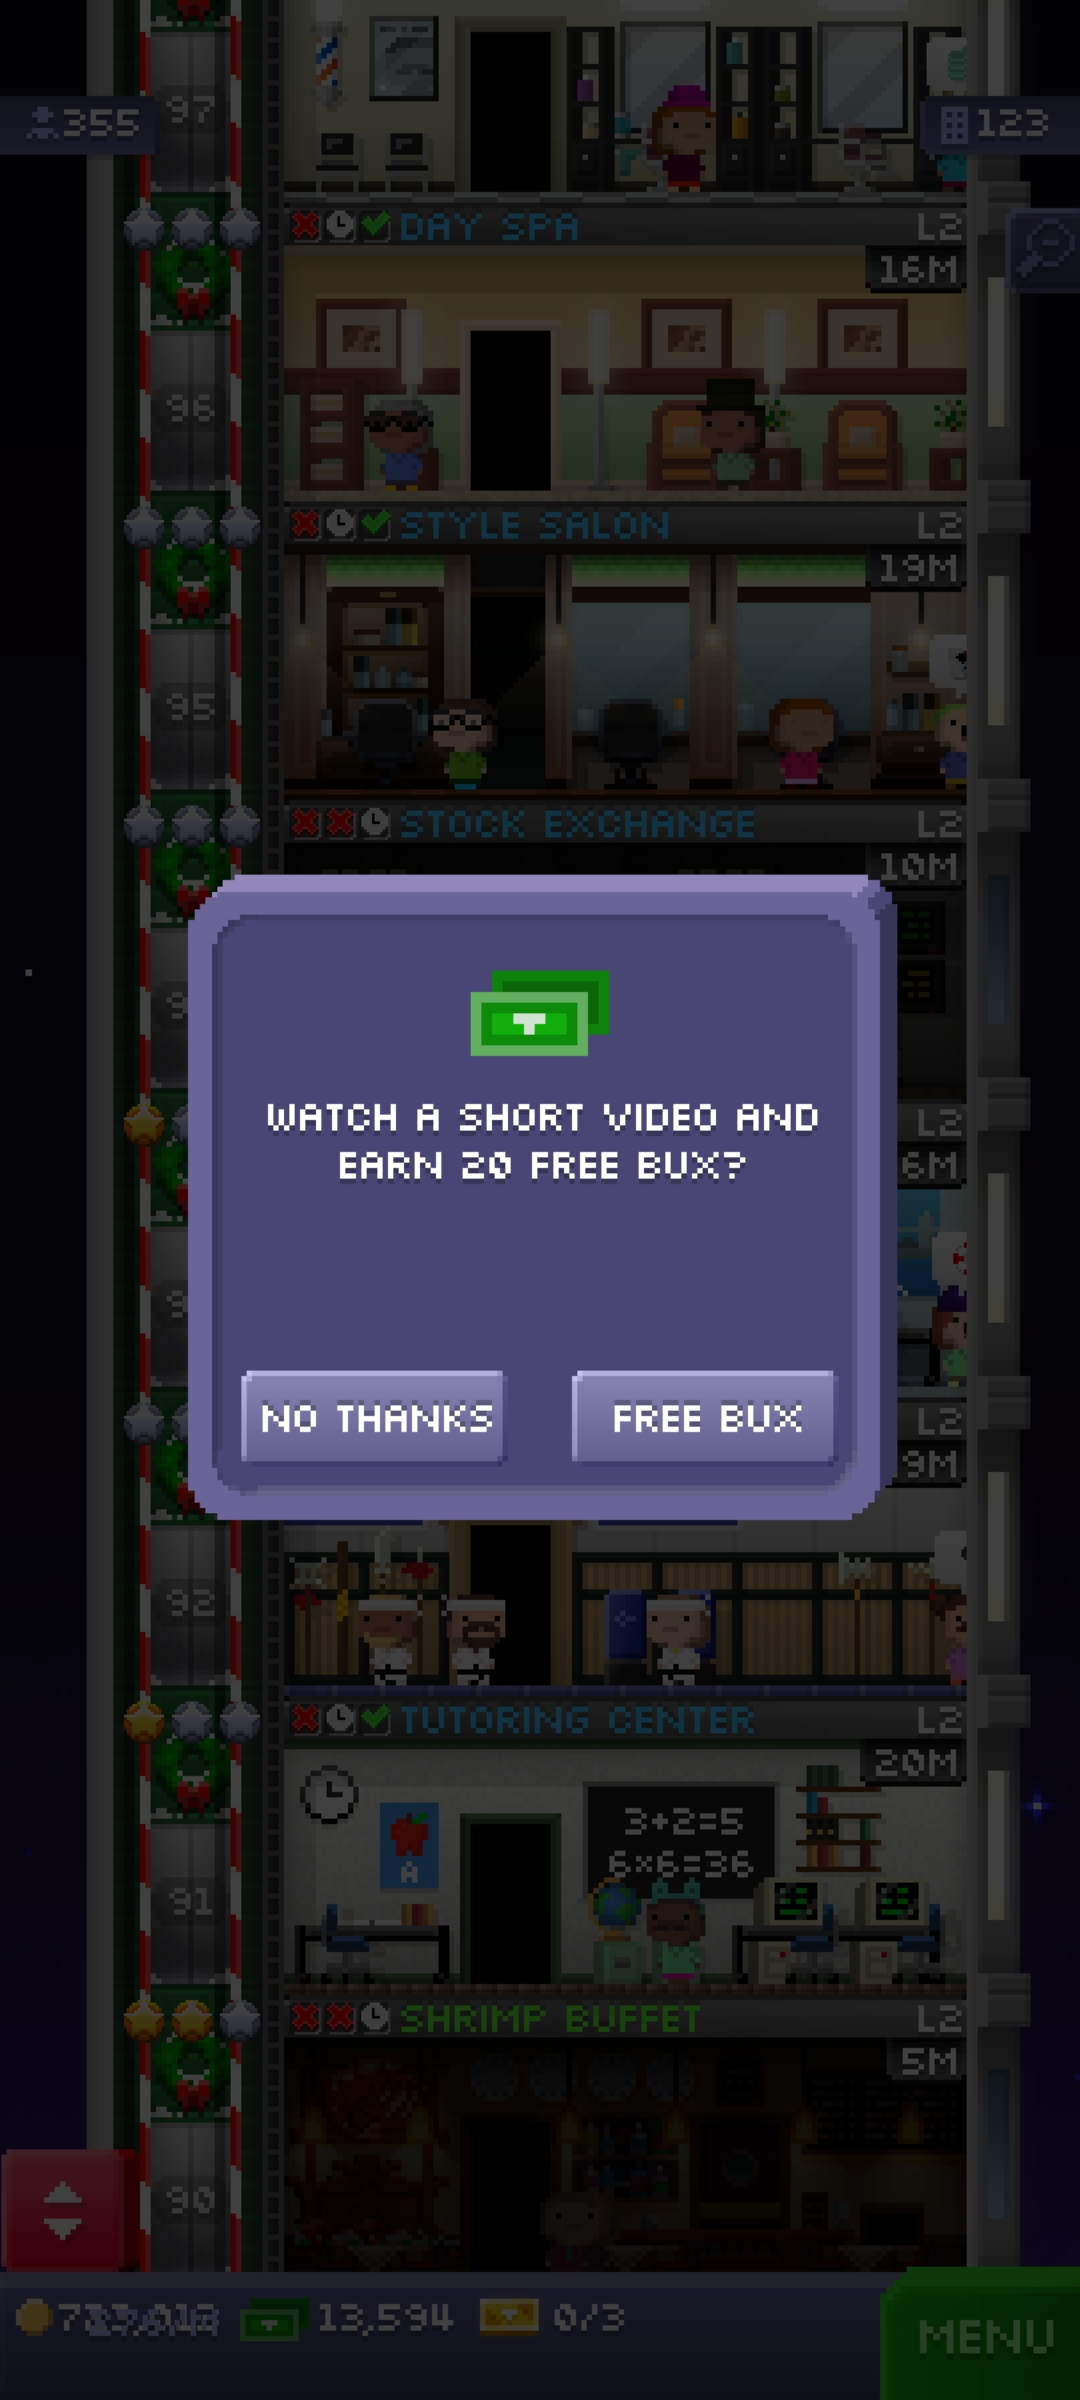 97
355
123
DAY SPA
L2
16M
96
STYLE SALON
L2
19M
95
STOCK EXCHANGE
L2
10M
L2
6M
WATCH A SHORT VIDEO AND
EARN 20 FREE BUX?
NO THANKS
FREE BUX
L2
9M
92
TUTORING CENTER
L2
20M
3+2=5
6×6=36
A
91
SHRIMP BUFFET
L2
5M
90
13,594
0/3
MENU